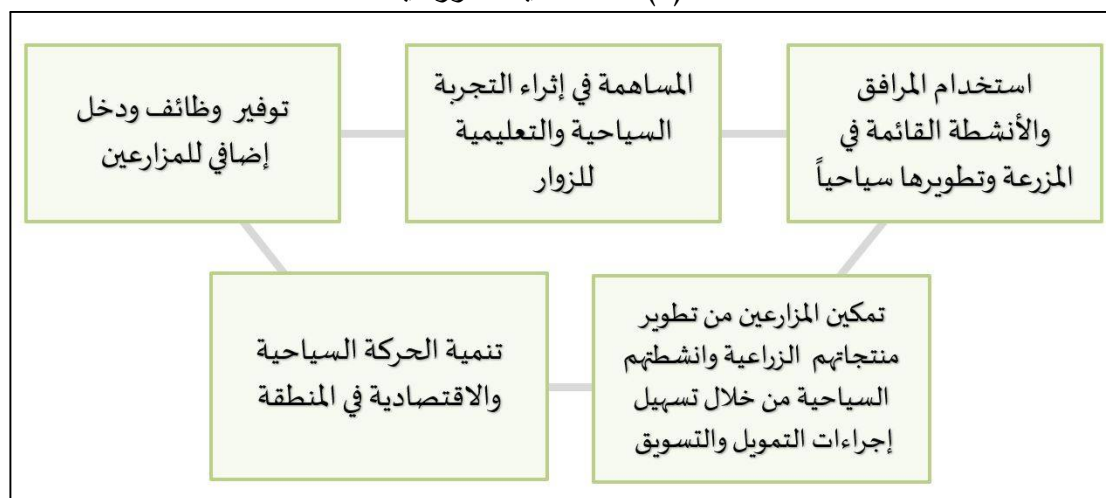 استخدام المرافق
والأنشطة القائمة في
المزرعة وتطويرها سياحياً
المساهمة في إثراء التجربة
السياحية والتعليمية
للزوار
توفير وظائف ودخل
إضافي للمزارعين
تمكين المزارعين من تطوير
منتجاتهم الزراعية وانشطتهم
السياحية من خلال تسهيل
إجراءات التمويل والتسويق
تنمية الحركة السياحية
والاقتصادية في المنطقة